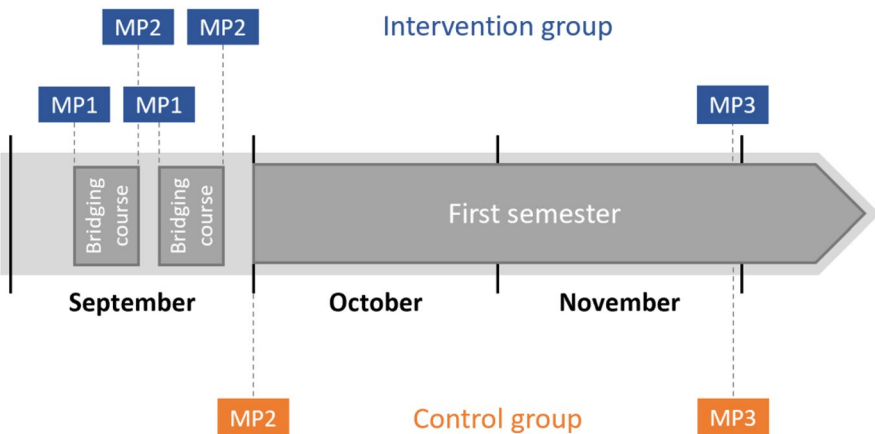 MP2
MP2
Intervention group
MP1
MP1
MP3
Bridging
course
Bridging
course
First semester
September
October
November
MP2
Control group
MP3